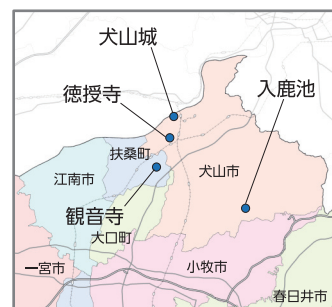 犬山城
徳授寺
入鹿池
扶桑町
江南市
犬山市
観音寺
大口町
一宮市
小牧市
春日井市